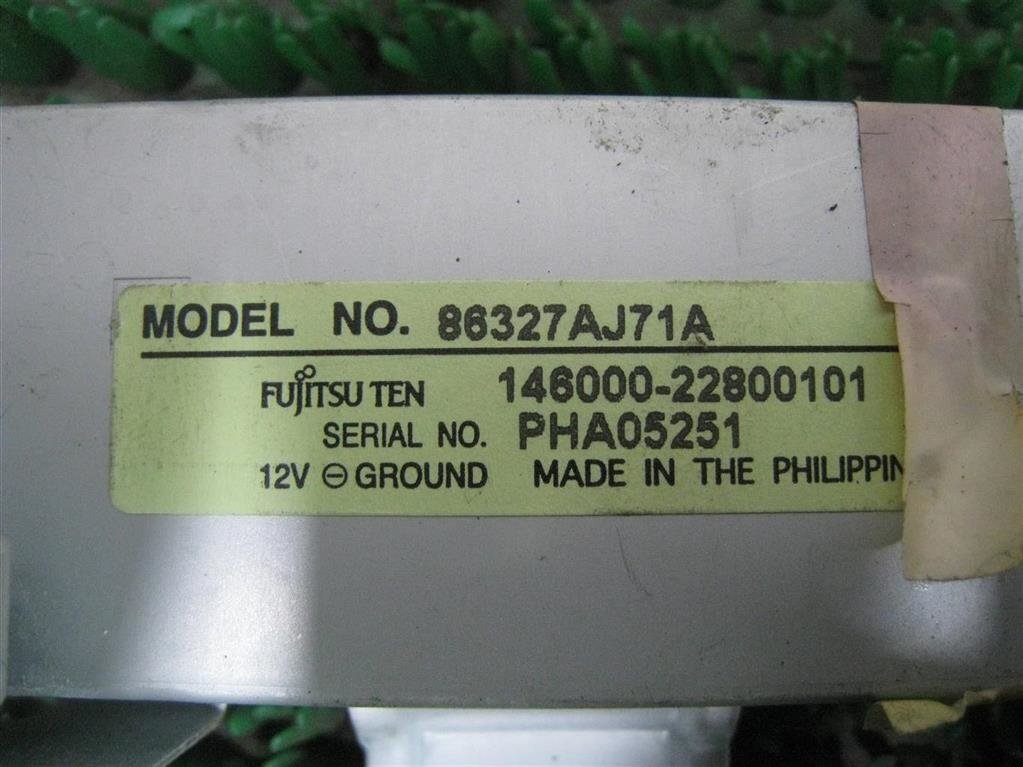 MODEL NO. 86327AJ71A
FUJITSU TEN 146000-22800101
SERIAL NO. PHA05251
12V ⊖ GROUND MADE IN THE PHILIPPIN